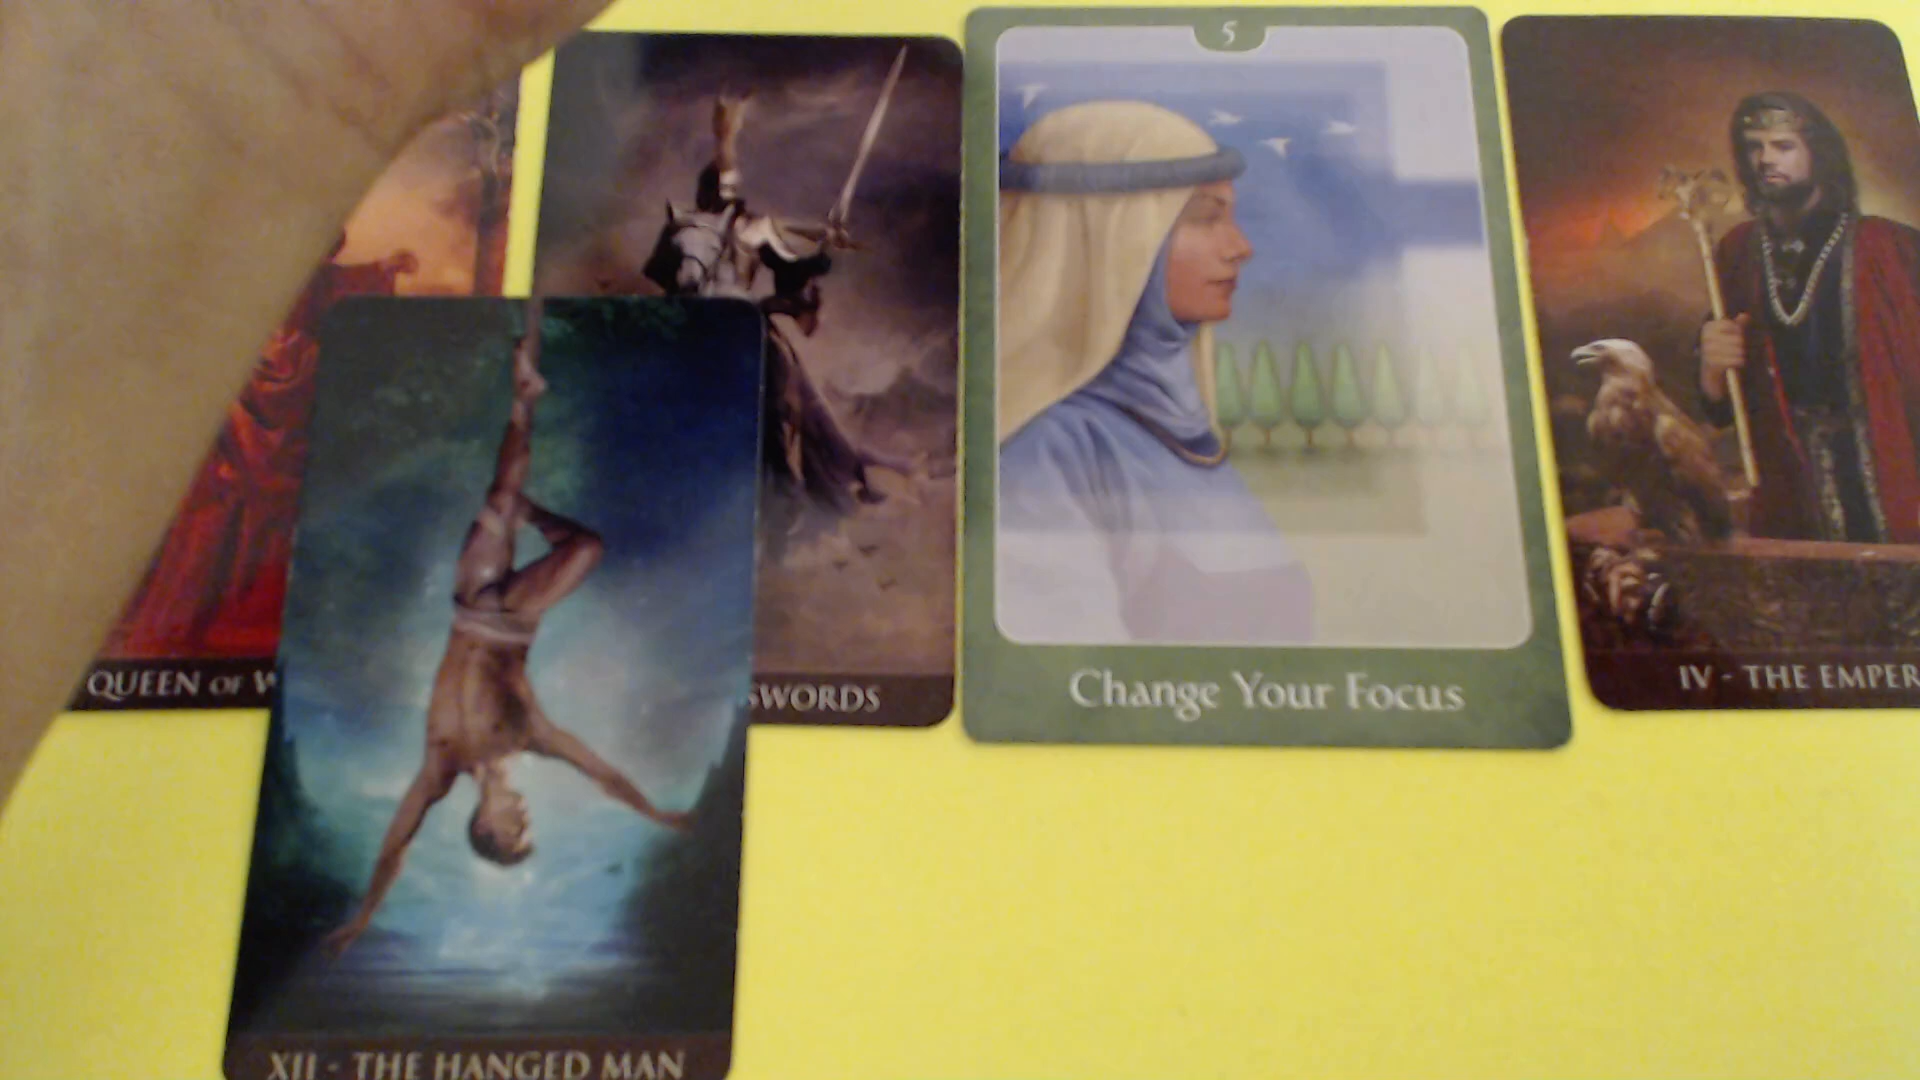 5
QUEEN OF W
SWORDS
Change Your Focus
IV - THE EMPER
XII - THE HANGED MAN